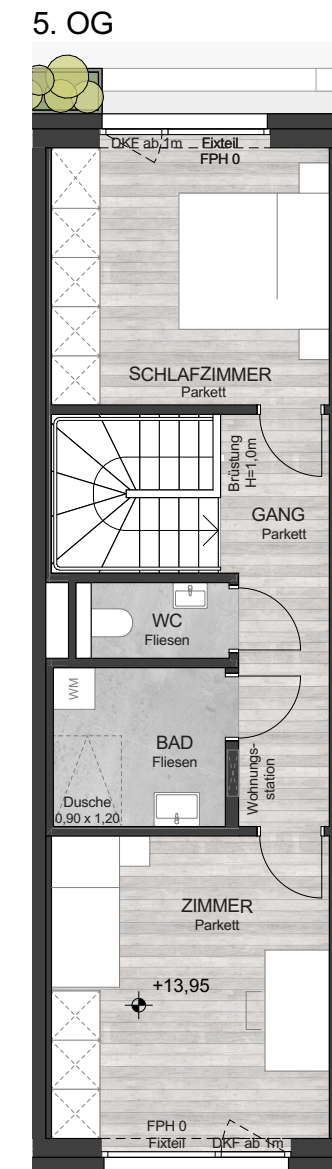 5. OG
DKF ab 1m
Fixteil
FPH 0
SCHLAFZIMMER
Parkett
Brüstung
H=1,0m
GANG
Parkett
WC
Fliesen
WM
BAD
Fliesen
Dusche
0,90 x 1,20
Wohnungs-
station
ZIMMER
Parkett
+13,95
FPH 0
Fixteil
DKF ab 1m